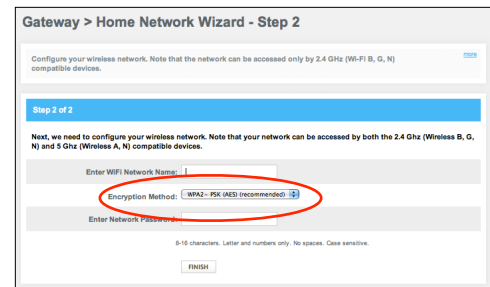 Gateway > Home Network Wizard - Step 2
Configure your wireless network. Note that the network can be accessed only by 2.4 GHz (Wi-Fi B, G, N)
compatible devices.
more
Step 2 of 2
Next, we need to configure your wireless network. Note that your network can be accessed by both the 2.4 Ghz (Wireless B, G,
N) and 5 Ghz (Wireless A, N) compatible devices.
Enter WiFi Network Name:
Encryption Method: WPA2- PSK (AES) (recommended)
Enter Network Password:
8-16 characters. Letter and numbers only. No spaces. Case sensitive.
FINISH